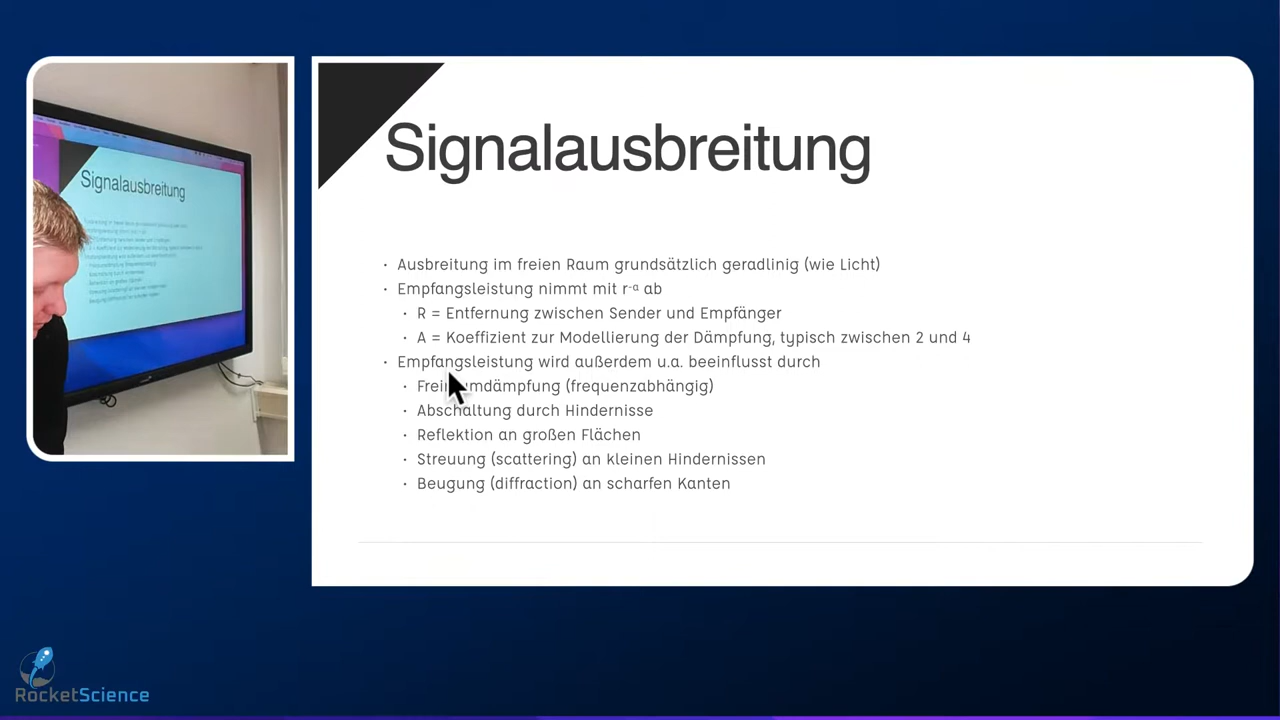 Signalausbreitung
Signalausbreitung
• Ausbreitung im freien Raum grundsätzlich geradlinig (wie Licht)
• Empfangsleistung nimmt mit r⁻ᵅ ab
• R = Entfernung zwischen Sender und Empfänger
• A = Koeffizient zur Modellierung der Dämpfung, typisch zwischen 2 und 4
• Empfangsleistung wird außerdem u.a. beeinflusst durch
• Frei mdämpfung (frequenzabhängig)
• Abschaltung durch Hindernisse
• Reflektion an großen Flächen
• Streuung (scattering) an kleinen Hindernissen
• Beugung (diffraction) an scharfen Kanten
RocketScience